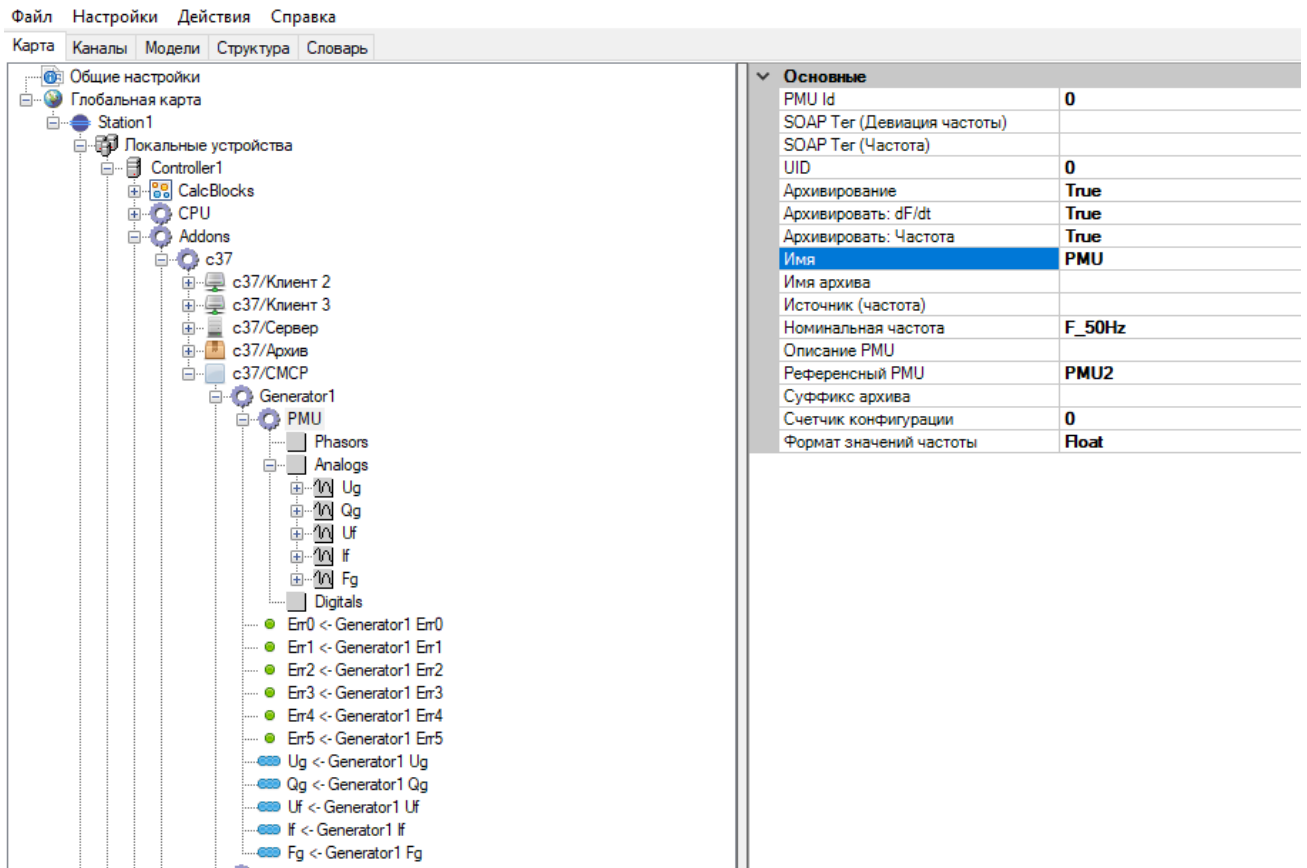 Файл Настройки Действия Справка
Карта Каналы Модели Структура Словарь
Общие настройки
Глобальная карта
Station1
Локальные устройства
Controller1
CalcBlocks
CPU
Addons
c37
c37/Клиент 2
c37/Клиент 3
c37/Сервер
c37/Архив
c37/СМСР
Generator1
PMU
Phasors
Analogs
Ug
Qg
Uf
If
Fg
Digitals
Err0 <- Generator1 Err0
Err1 <- Generator1 Err1
Err2 <- Generator1 Err2
Err3 <- Generator1 Err3
Err4 <- Generator1 Err4
Err5 <- Generator1 Err5
Ug <- Generator1 Ug
Qg <- Generator1 Qg
Uf <- Generator1 Uf
If <- Generator1 If
Fg <- Generator1 Fg
Основные
PMU Id 0
SOAP Тег (Девиация частоты)
SOAP Тег (Частота)
UID 0
Архивирование True
Архивировать: dF/dt True
Архивировать: Частота True
Имя PMU
Имя архива
Источник (частота)
Номинальная частота F_50Hz
Описание PMU
Референсный PMU PMU2
Суффикс архива
Счетчик конфигурации 0
Формат значений частоты Float